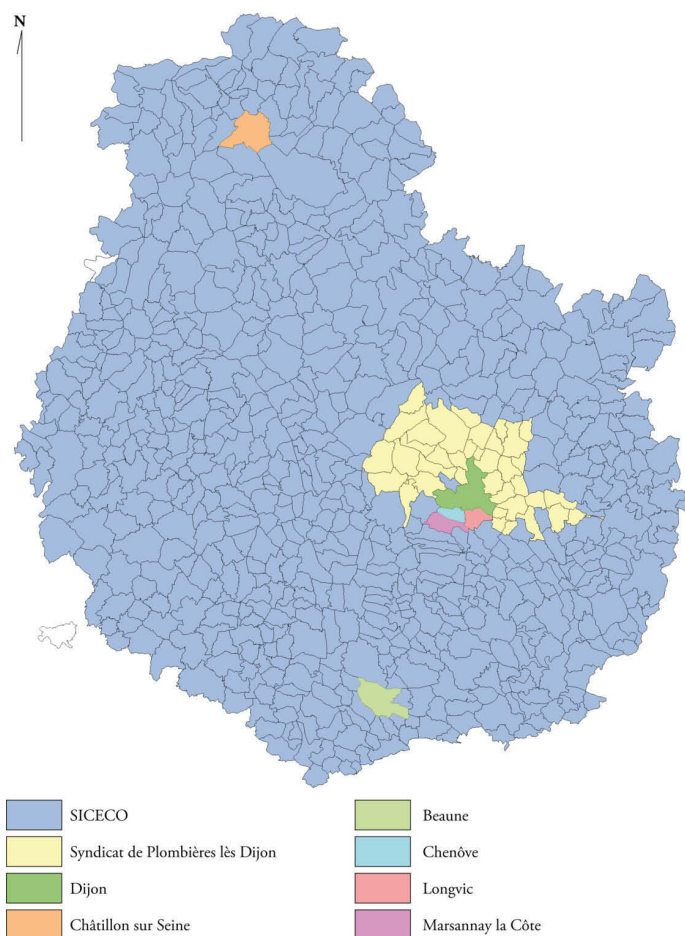 N
SICECO
Syndicat de Plombières lès Dijon
Dijon
Châtillon sur Seine
Beaune
Chenôve
Longvic
Marsannay la Côte